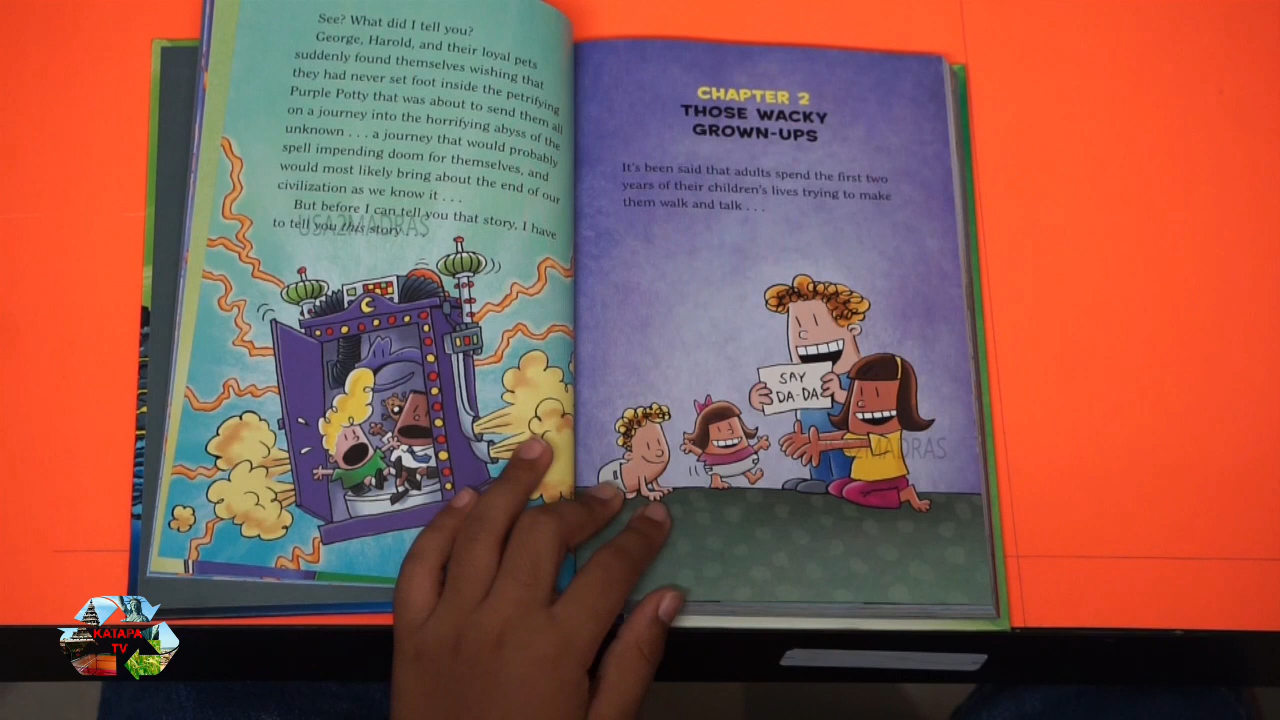 See? What did I tell you?
George, Harold, and their loyal pets
suddenly found themselves wishing that
they had never set foot inside the petrifying
Purple Potty that was about to send them all
on a journey into the horrifying abyss of the
unknown . . . a journey that would probably
spell impending doom for themselves, and
would most likely bring about the end of our
civilization as we know it . . .
But before I can tell you that story, I have
to tell you this story . . .
USA2MADRAS
CHAPTER 2
THOSE WACKY
GROWN-UPS
It's been said that adults spend the first two
years of their children's lives trying to make
them walk and talk . . .
SAY
DA-DA
USA2MADRAS
KATAPA
TV